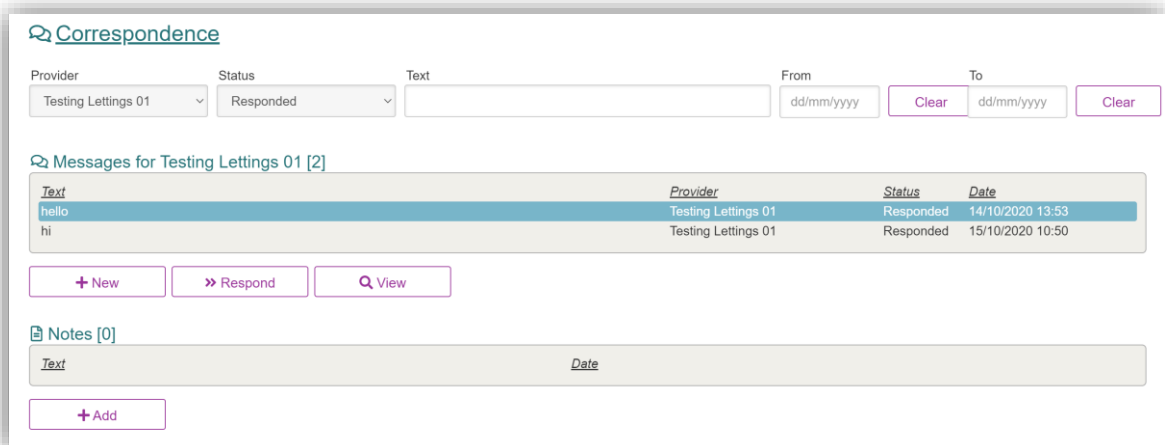 Correspondence
Provider Status Text From To
Testing Lettings 01 Responded dd/mm/yyyy Clear dd/mm/yyyy Clear
Messages for Testing Lettings 01 [2]
Text Provider Status Date
hello Testing Lettings 01 Responded 14/10/2020 13:53
hi Testing Lettings 01 Responded 15/10/2020 10:50
+ New Respond View
Notes [0]
Text Date
+ Add